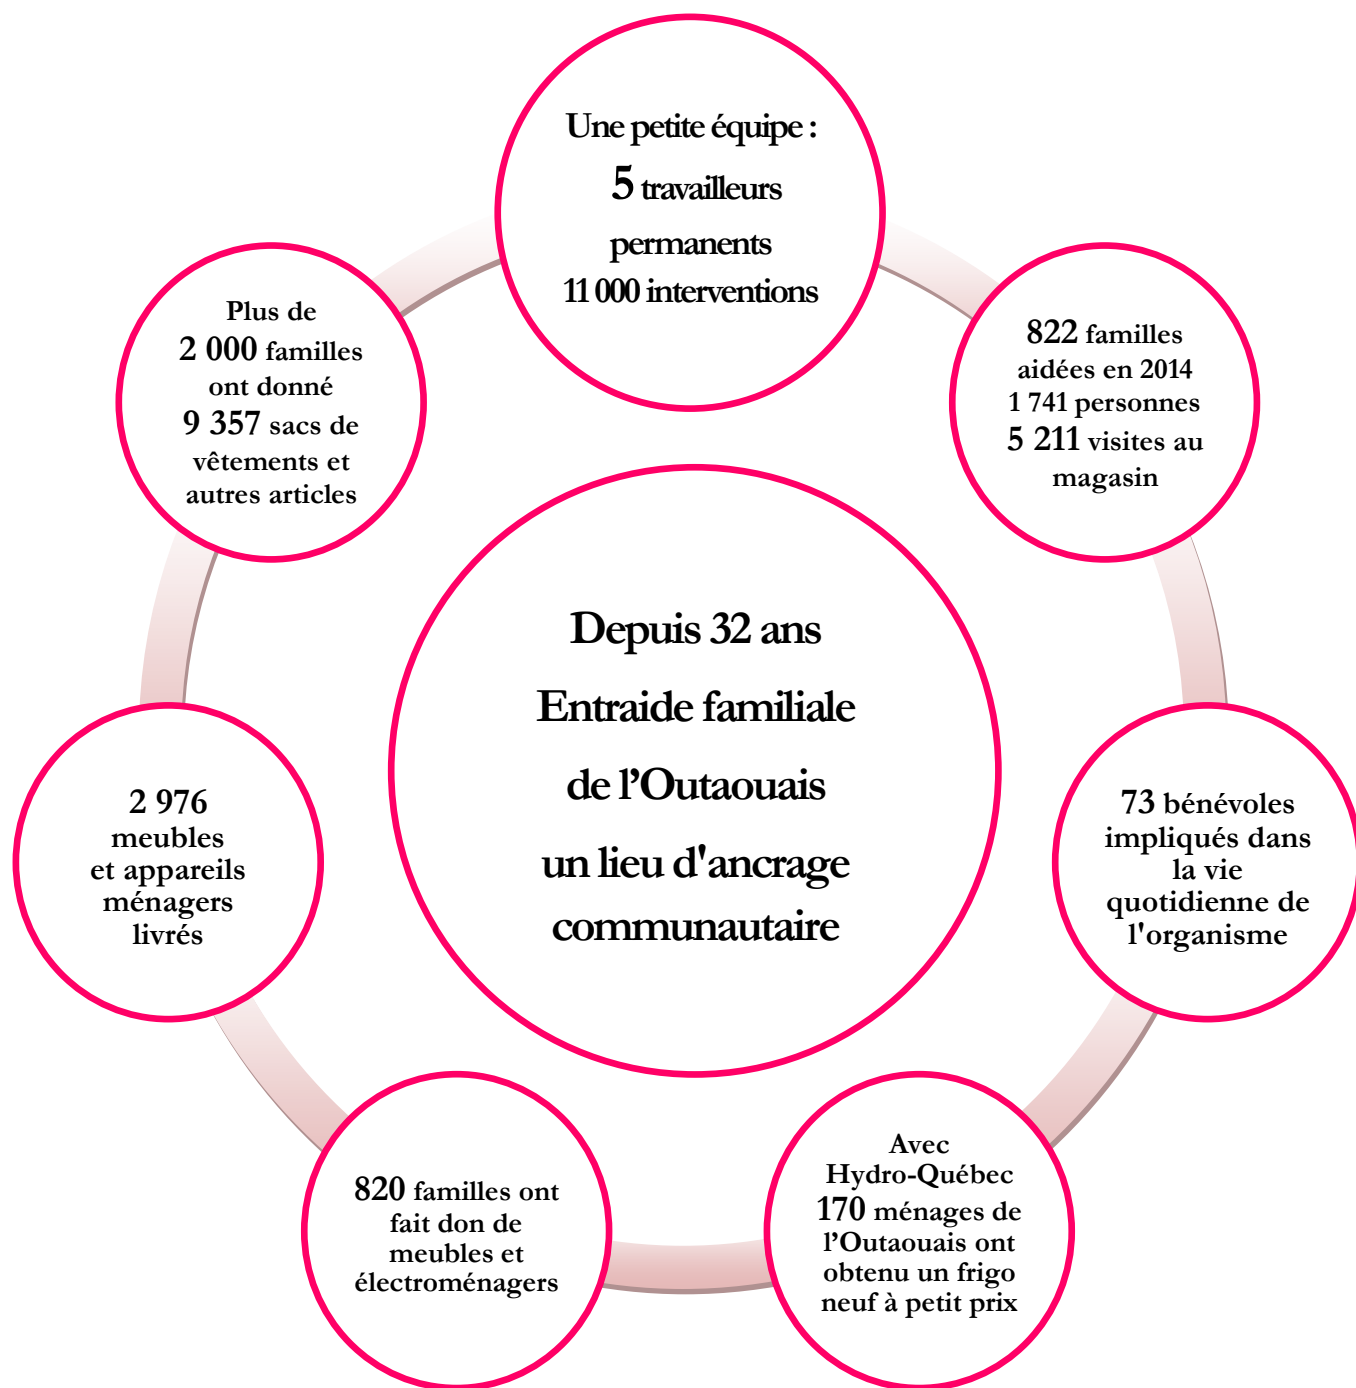 Une petite équipe :
5 travailleurs
permanents
11 000 interventions
822 familles
aidées en 2014
1 741 personnes
5 211 visites au
magasin
73 bénévoles
impliqués dans
la vie
quotidienne de
l'organisme
Avec
Hydro-Québec
170 ménages de
l’Outaouais ont
obtenu un frigo
neuf à petit prix
820 familles ont
fait don de
meubles et
électroménagers
2 976
meubles
et appareils
ménagers
livrés
Plus de
2 000 familles
ont donné
9 357 sacs de
vêtements et
autres articles
Depuis 32 ans
Entraide familiale
de l’Outaouais
un lieu d'ancrage
communautaire